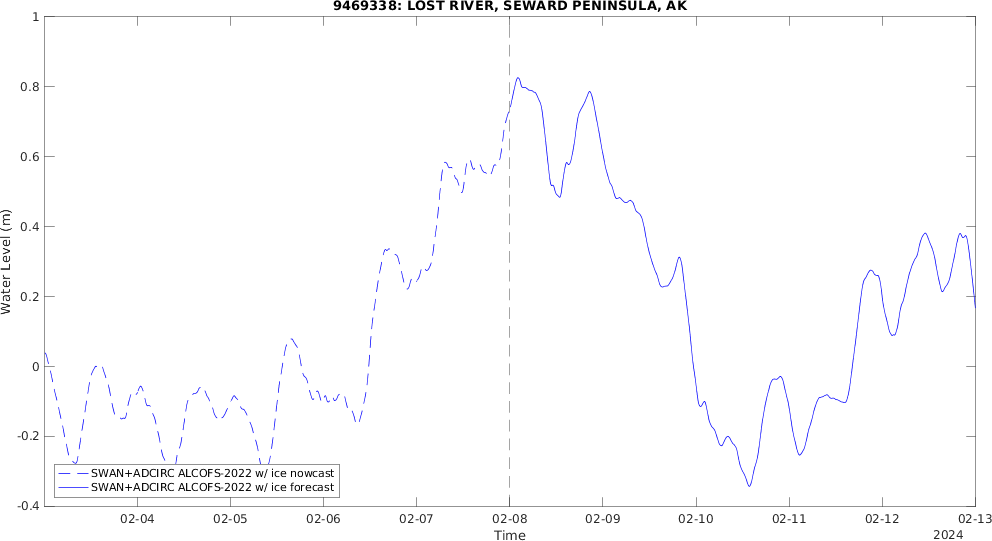 9469338: LOST RIVER, SEWARD PENINSULA, AK
1
0.8
0.6
0.4
0.2
0
-0.2
-0.4
Water Level (m)
SWAN+ADCIRC ALCOFS-2022 w/ ice nowcast
SWAN+ADCIRC ALCOFS-2022 w/ ice forecast
02-04 02-05 02-06 02-07 02-08 02-09 02-10 02-11 02-12 02-13
Time
2024